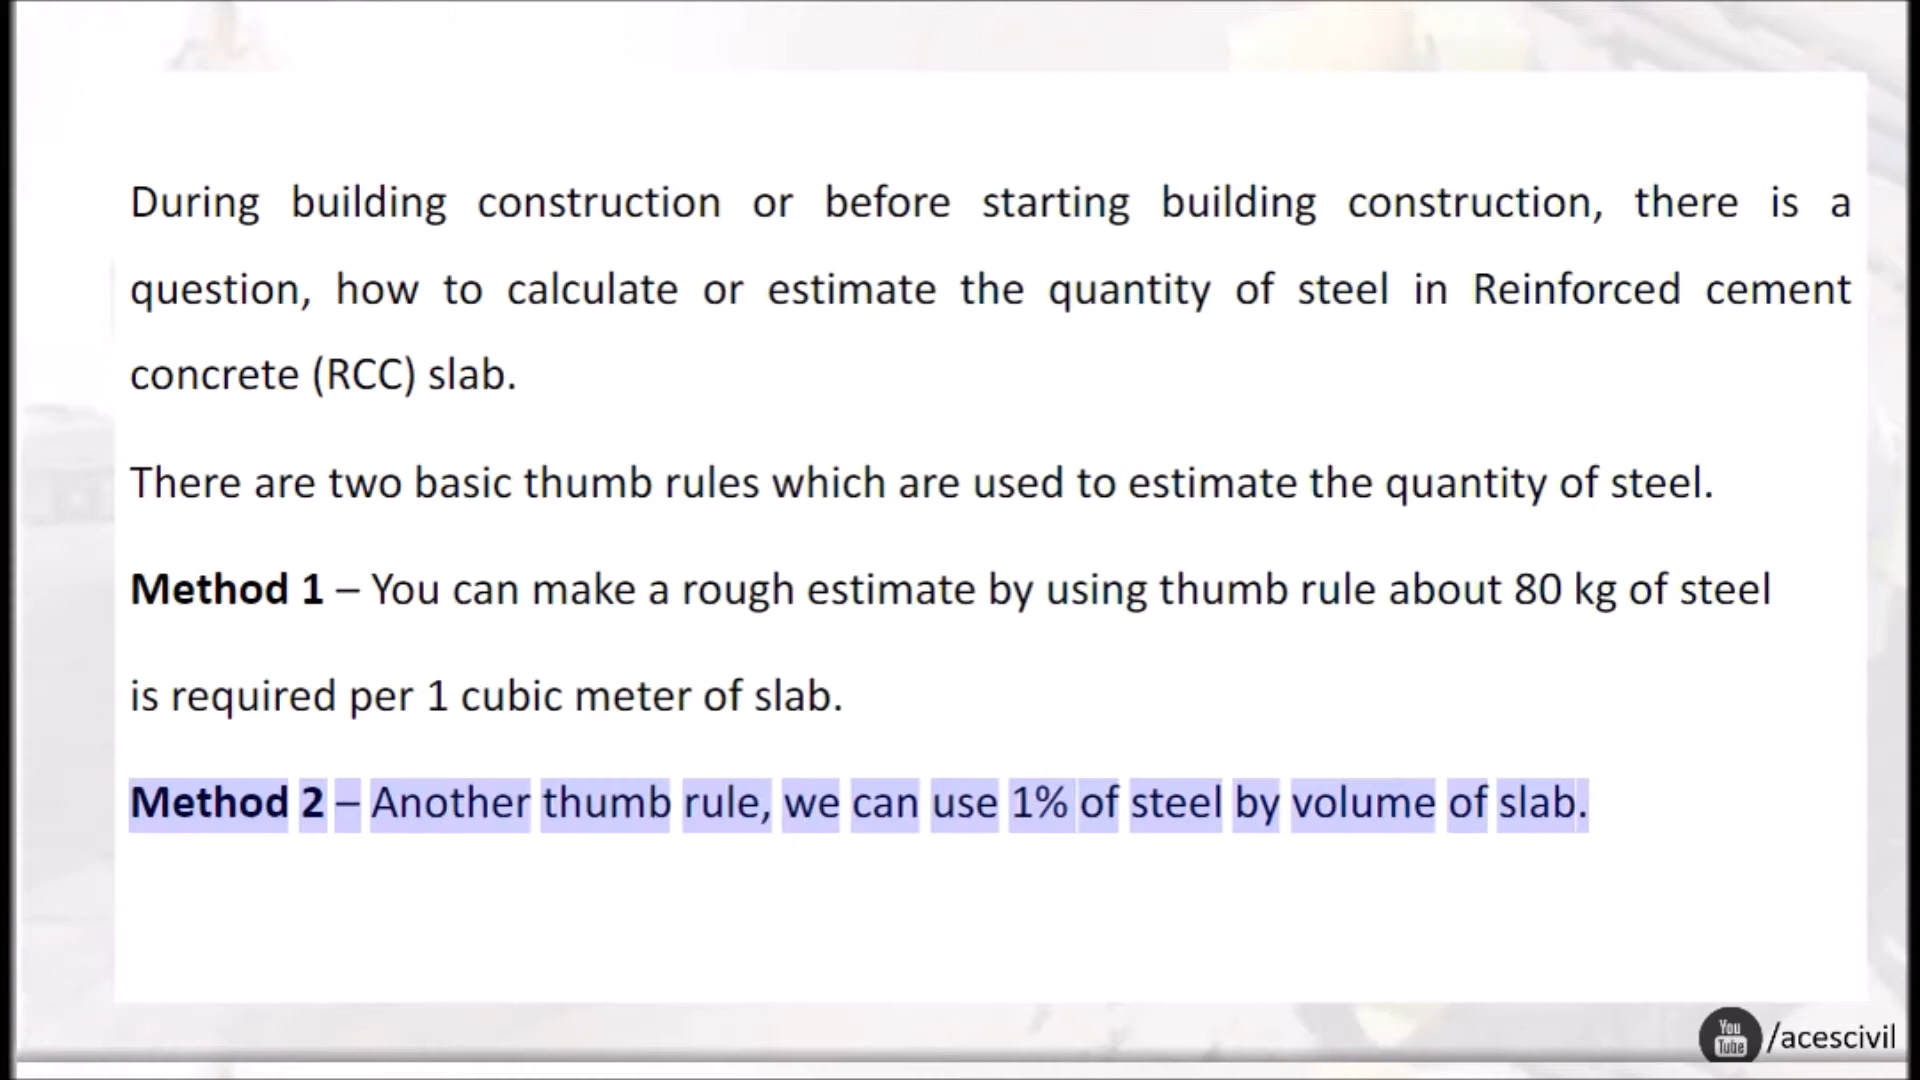 During building construction or before starting building construction, there is a
question, how to calculate or estimate the quantity of steel in Reinforced cement
concrete (RCC) slab.
There are two basic thumb rules which are used to estimate the quantity of steel.
Method 1 – You can make a rough estimate by using thumb rule about 80 kg of steel
is required per 1 cubic meter of slab.
Method 2 – Another thumb rule, we can use 1% of steel by volume of slab.
You
Tube /acescivil